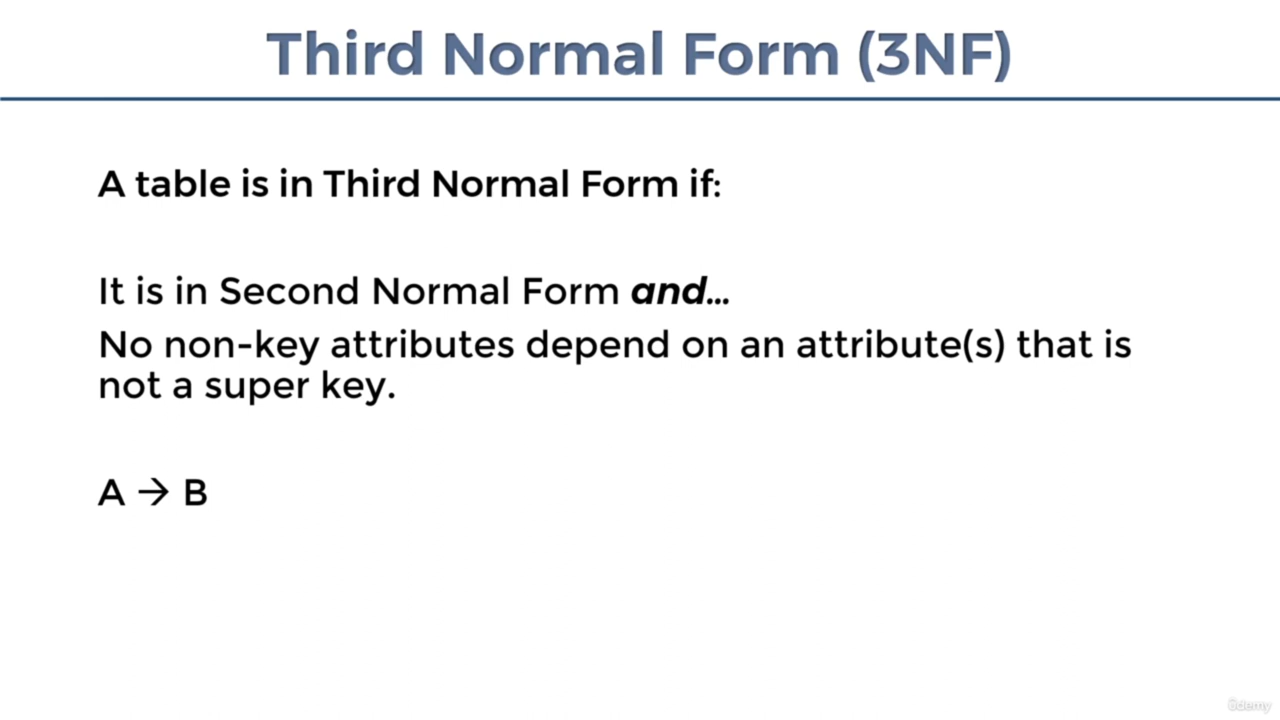 Third Normal Form (3NF)
A table is in Third Normal Form if:
It is in Second Normal Form and...
No non-key attributes depend on an attribute(s) that is
not a super key.
A → B
ûdemy